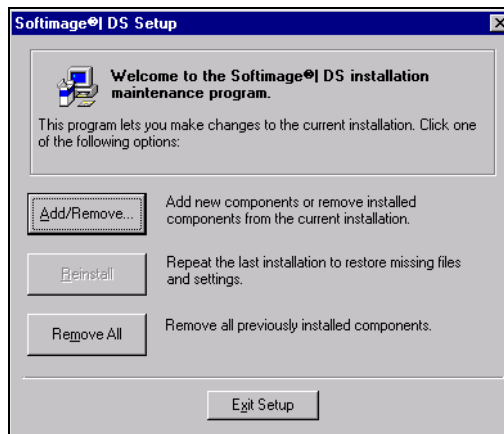 Softimage®| DS Setup
Welcome to the Softimage®| DS installation
maintenance program.
This program lets you make changes to the current installation. Click one
of the following options:
Add/Remove...
Add new components or remove installed
components from the current installation.
Reinstall
Repeat the last installation to restore missing files
and settings.
Remove All
Remove all previously installed components.
Exit Setup